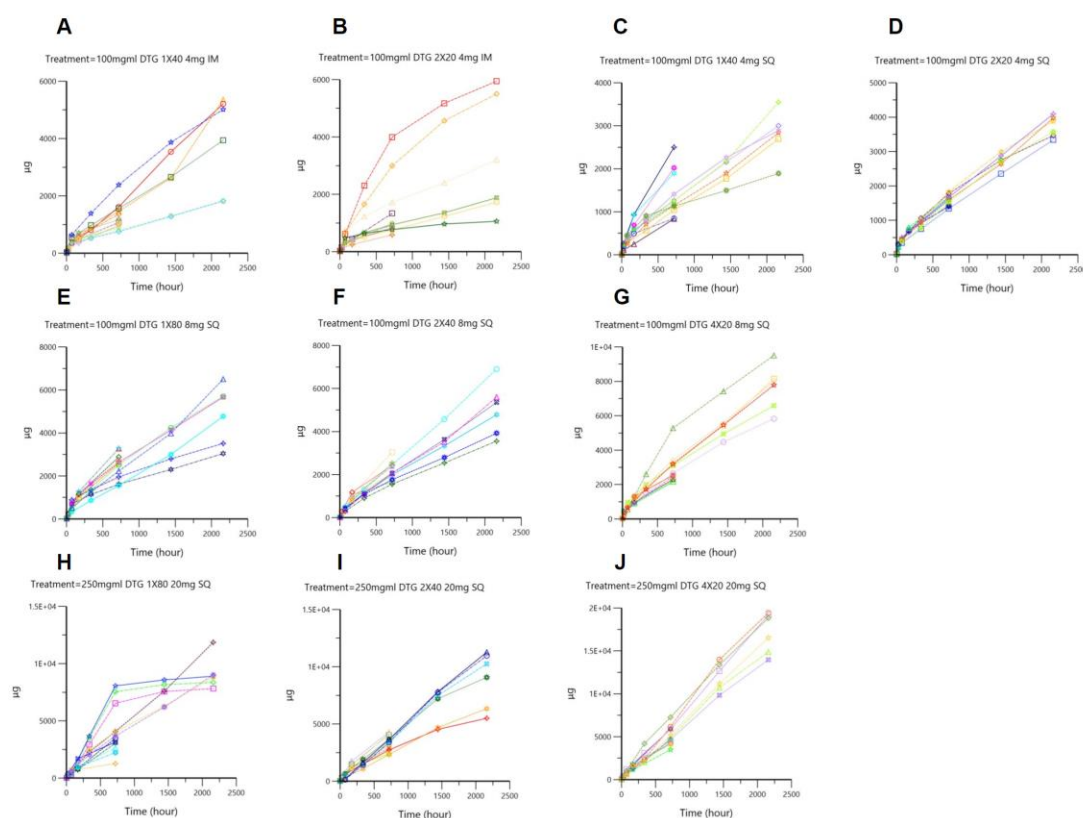 A
B
C
D
Treatment=100mgml DTG 1X40 4mg IM
Treatment=100mgml DTG 2X20 4mg IM
Treatment=100mgml DTG 1X40 4mg SQ
Treatment=100mgml DTG 2X20 4mg SQ
6000
4000
2000
0
µg
0 500 1000 1500 2000 2500
Time (hour)
6000
4000
2000
0
µg
0 500 1000 1500 2000 2500
Time (hour)
4000
3000
2000
1000
0
µg
0 500 1000 1500 2000 2500
Time (hour)
5000
4000
3000
2000
1000
0
µg
0 500 1000 1500 2000 2500
Time (hour)
E
F
G
Treatment=100mgml DTG 1X80 8mg SQ
Treatment=100mgml DTG 2X40 8mg SQ
Treatment=100mgml DTG 4X20 8mg SQ
8000
6000
4000
2000
0
µg
0 500 1000 1500 2000 2500
Time (hour)
8000
6000
4000
2000
0
µg
0 500 1000 1500 2000 2500
Time (hour)
1E+04
8000
6000
4000
2000
0
µg
0 500 1000 1500 2000 2500
Time (hour)
H
I
J
Treatment=250mgml DTG 1X80 20mg SQ
Treatment=250mgml DTG 2X40 20mg SQ
Treatment=250mgml DTG 4X20 20mg SQ
1.5E+04
1E+04
5000
0
µg
0 500 1000 1500 2000 2500
Time (hour)
1.5E+04
1E+04
5000
0
µg
0 500 1000 1500 2000 2500
Time (hour)
2E+04
1.5E+04
1E+04
5000
0
µg
0 500 1000 1500 2000 2500
Time (hour)